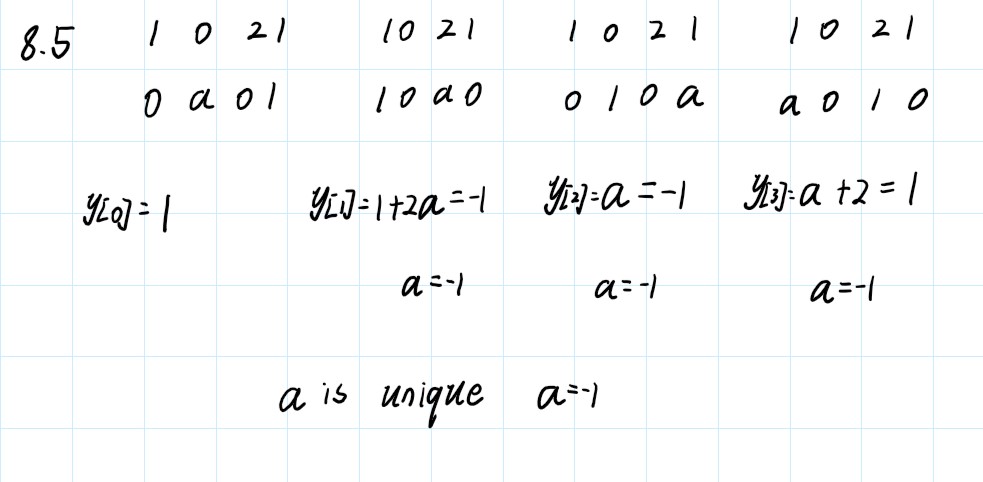 8.5 1 0 2 1 1 0 2 1 1 0 2 1 1 0 2 1
0 a 0 1 1 0 a 0 0 1 0 a a 0 1 0
y[0]=1 y[1]=1+2a=-1 y[2]=a=-1 y[3]=a+2=1
a=-1 a=-1 a=-1
a is unique a=-1